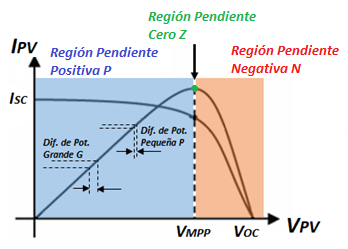 Región Pendiente
Cero Z
IPV
Región Pendiente
Positiva P
Región Pendiente
Negativa N
ISC
Dif. de Pot.
Pequeña P
Dif. de Pot.
Grande G
VMPP
VOC
VPV